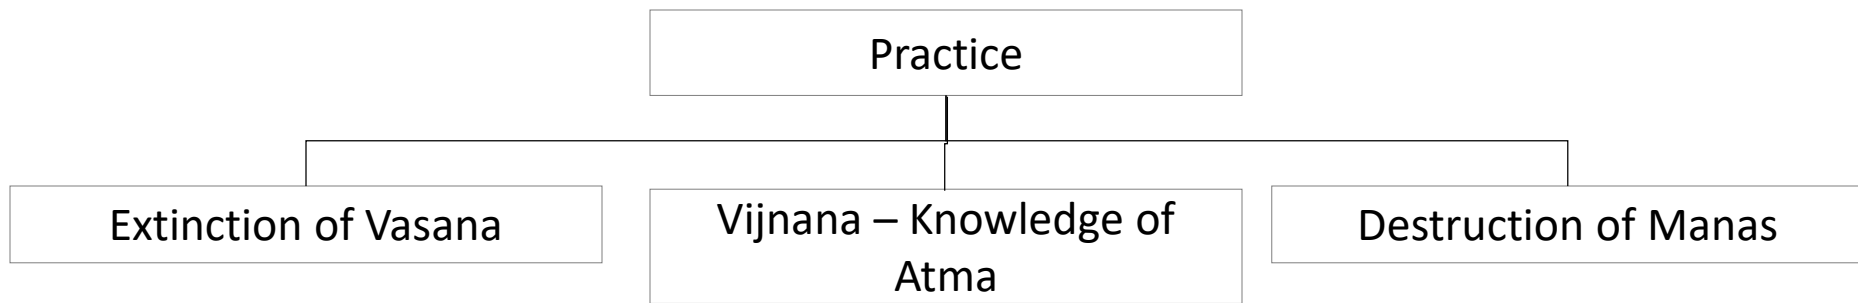 Practice
Extinction of Vasana
Vijnana – Knowledge of
Atma
Destruction of Manas